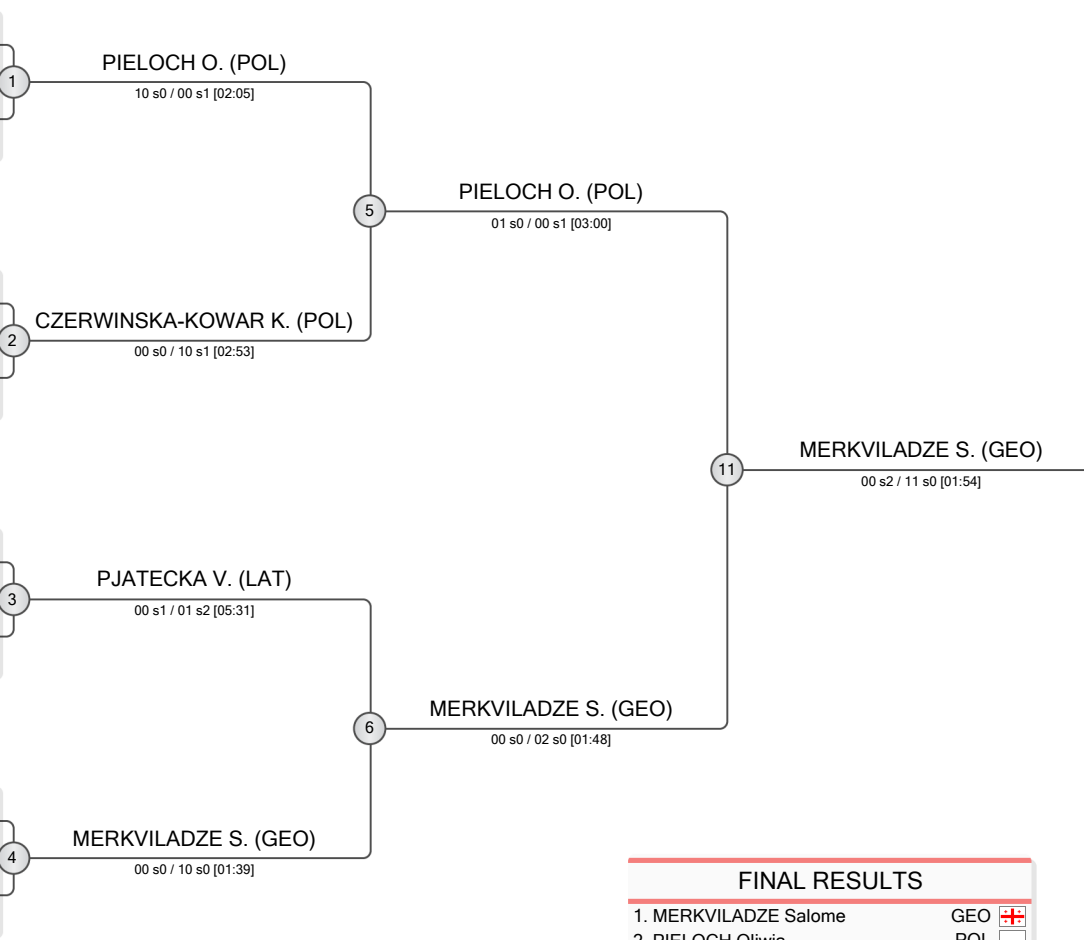 1
PIELOCH O. (POL)
10 s0 / 00 s1 [02:05]
5
PIELOCH O. (POL)
01 s0 / 00 s1 [03:00]
2
CZERWINSKA-KOWAR K. (POL)
00 s0 / 10 s1 [02:53]
11
MERKVILADZE S. (GEO)
00 s2 / 11 s0 [01:54]
3
PJATECKA V. (LAT)
00 s1 / 01 s2 [05:31]
6
MERKVILADZE S. (GEO)
00 s0 / 02 s0 [01:48]
4
MERKVILADZE S. (GEO)
00 s0 / 10 s0 [01:39]
FINAL RESULTS
1. MERKVILADZE Salome GEO
2. PIELOCH Oliwia POL